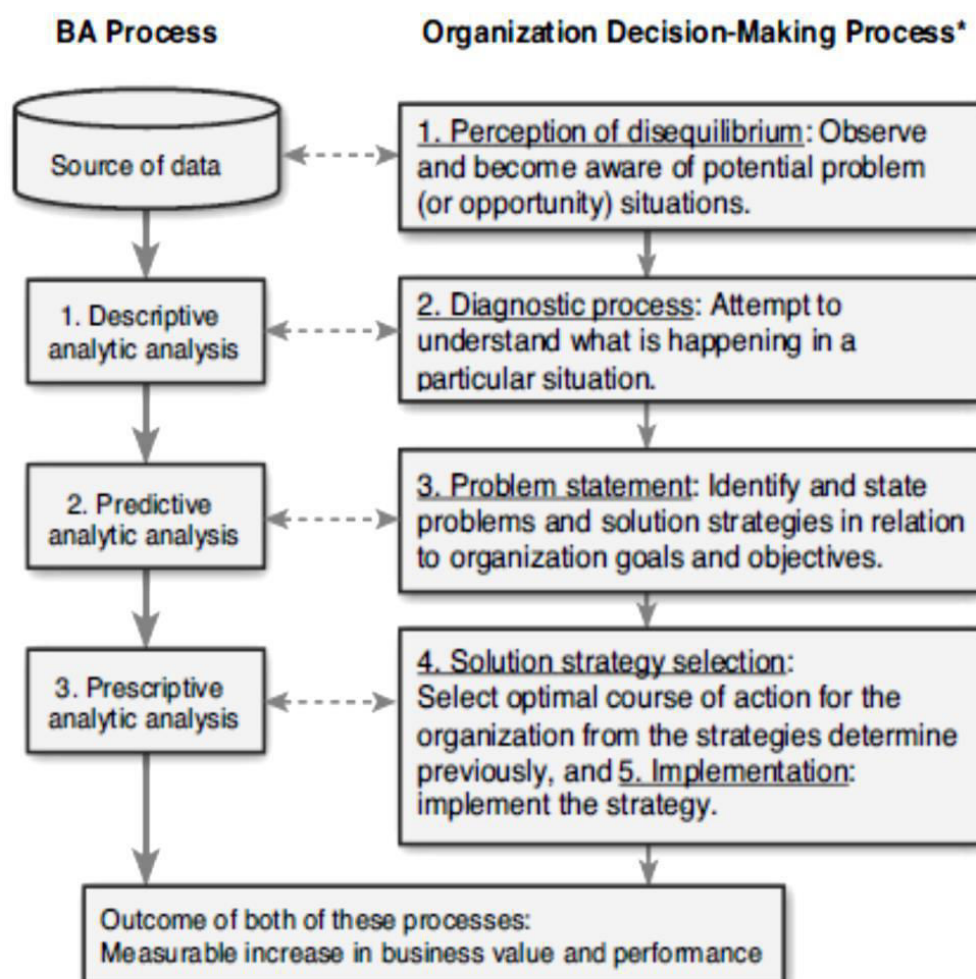 BA Process
Organization Decision-Making Process*
Source of data
1. Perception of disequilibrium: Observe
and become aware of potential problem
(or opportunity) situations.
1. Descriptive
analytic analysis
2. Diagnostic process: Attempt to
understand what is happening in a
particular situation.
2. Predictive
analytic analysis
3. Problem statement: Identify and state
problems and solution strategies in relation
to organization goals and objectives.
3. Prescriptive
analytic analysis
4. Solution strategy selection:
Select optimal course of action for the
organization from the strategies determine
previously, and 5. Implementation:
implement the strategy.
Outcome of both of these processes:
Measurable increase in business value and performance